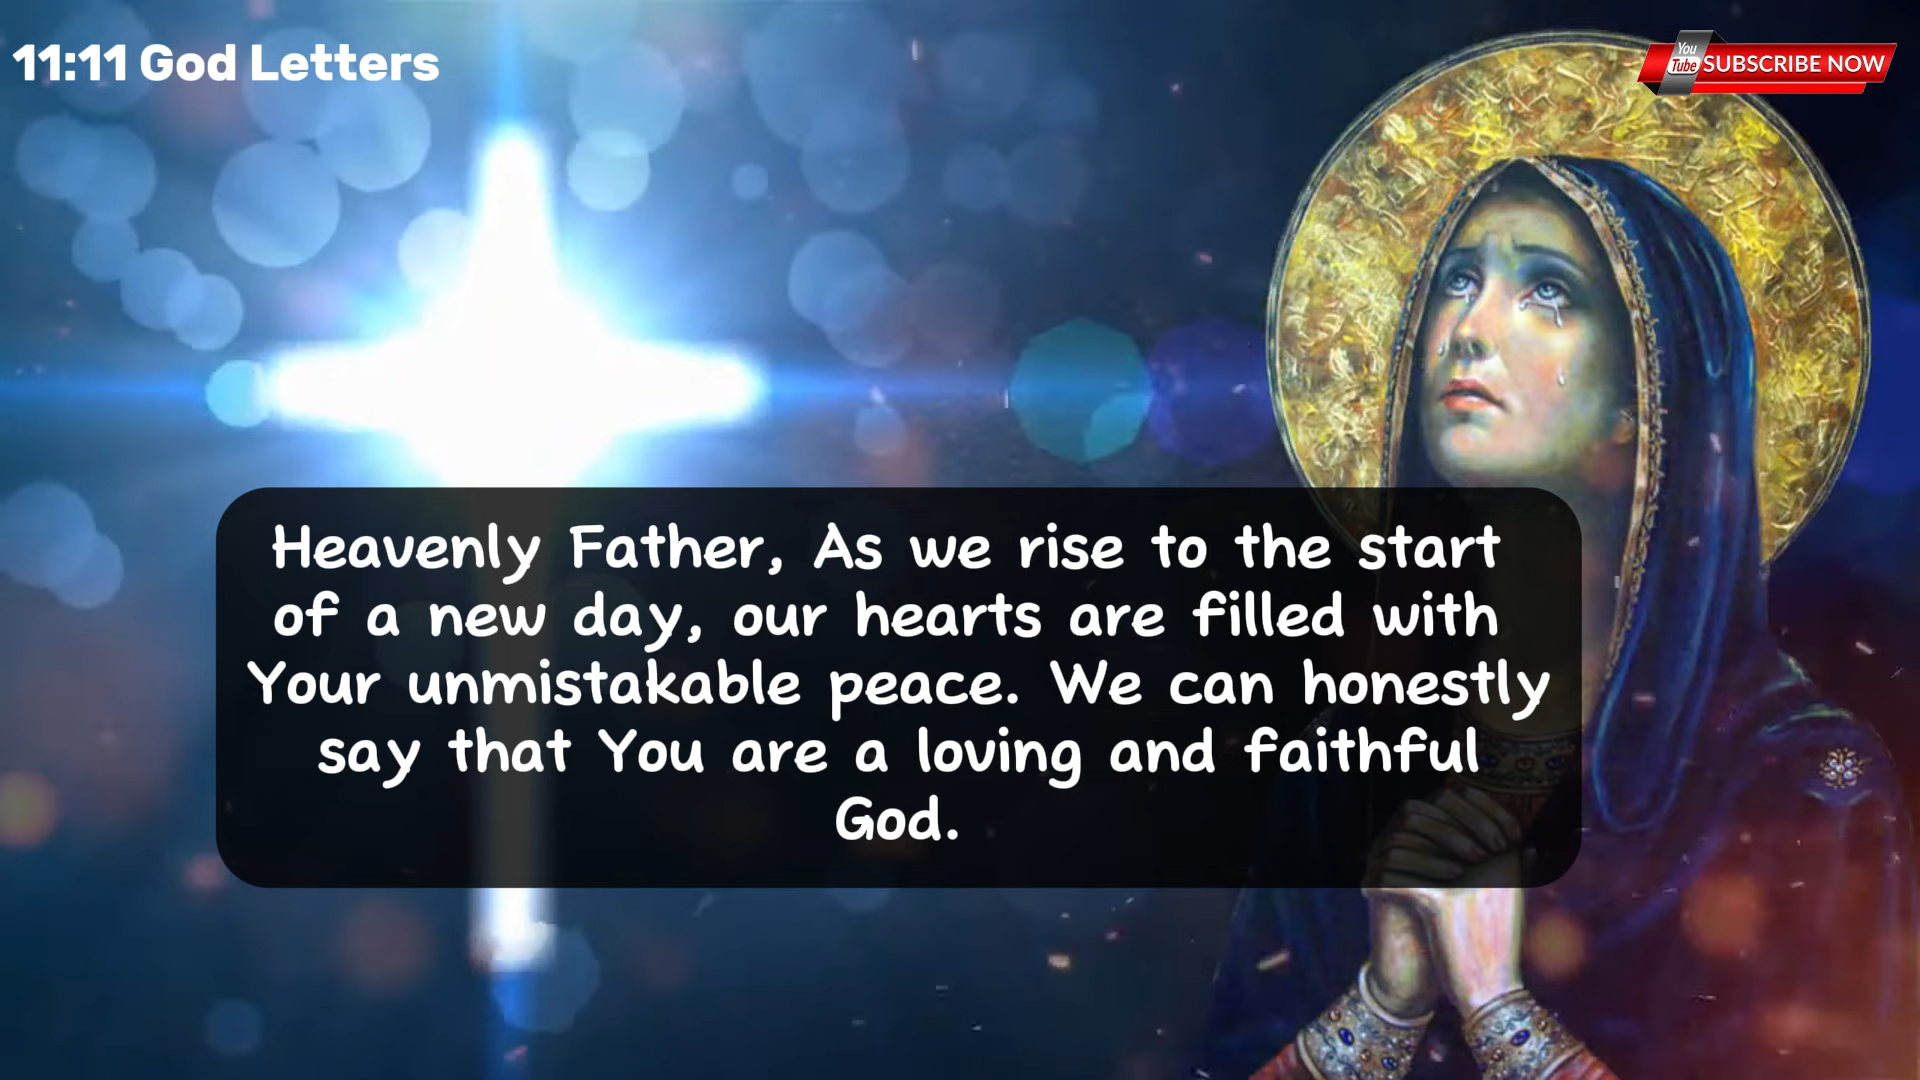 11:11 God Letters
You
Tube
SUBSCRIBE NOW
Heavenly Father, As we rise to the start
of a new day, our hearts are filled with
Your unmistakable peace. We can honestly
say that You are a loving and faithful
God.